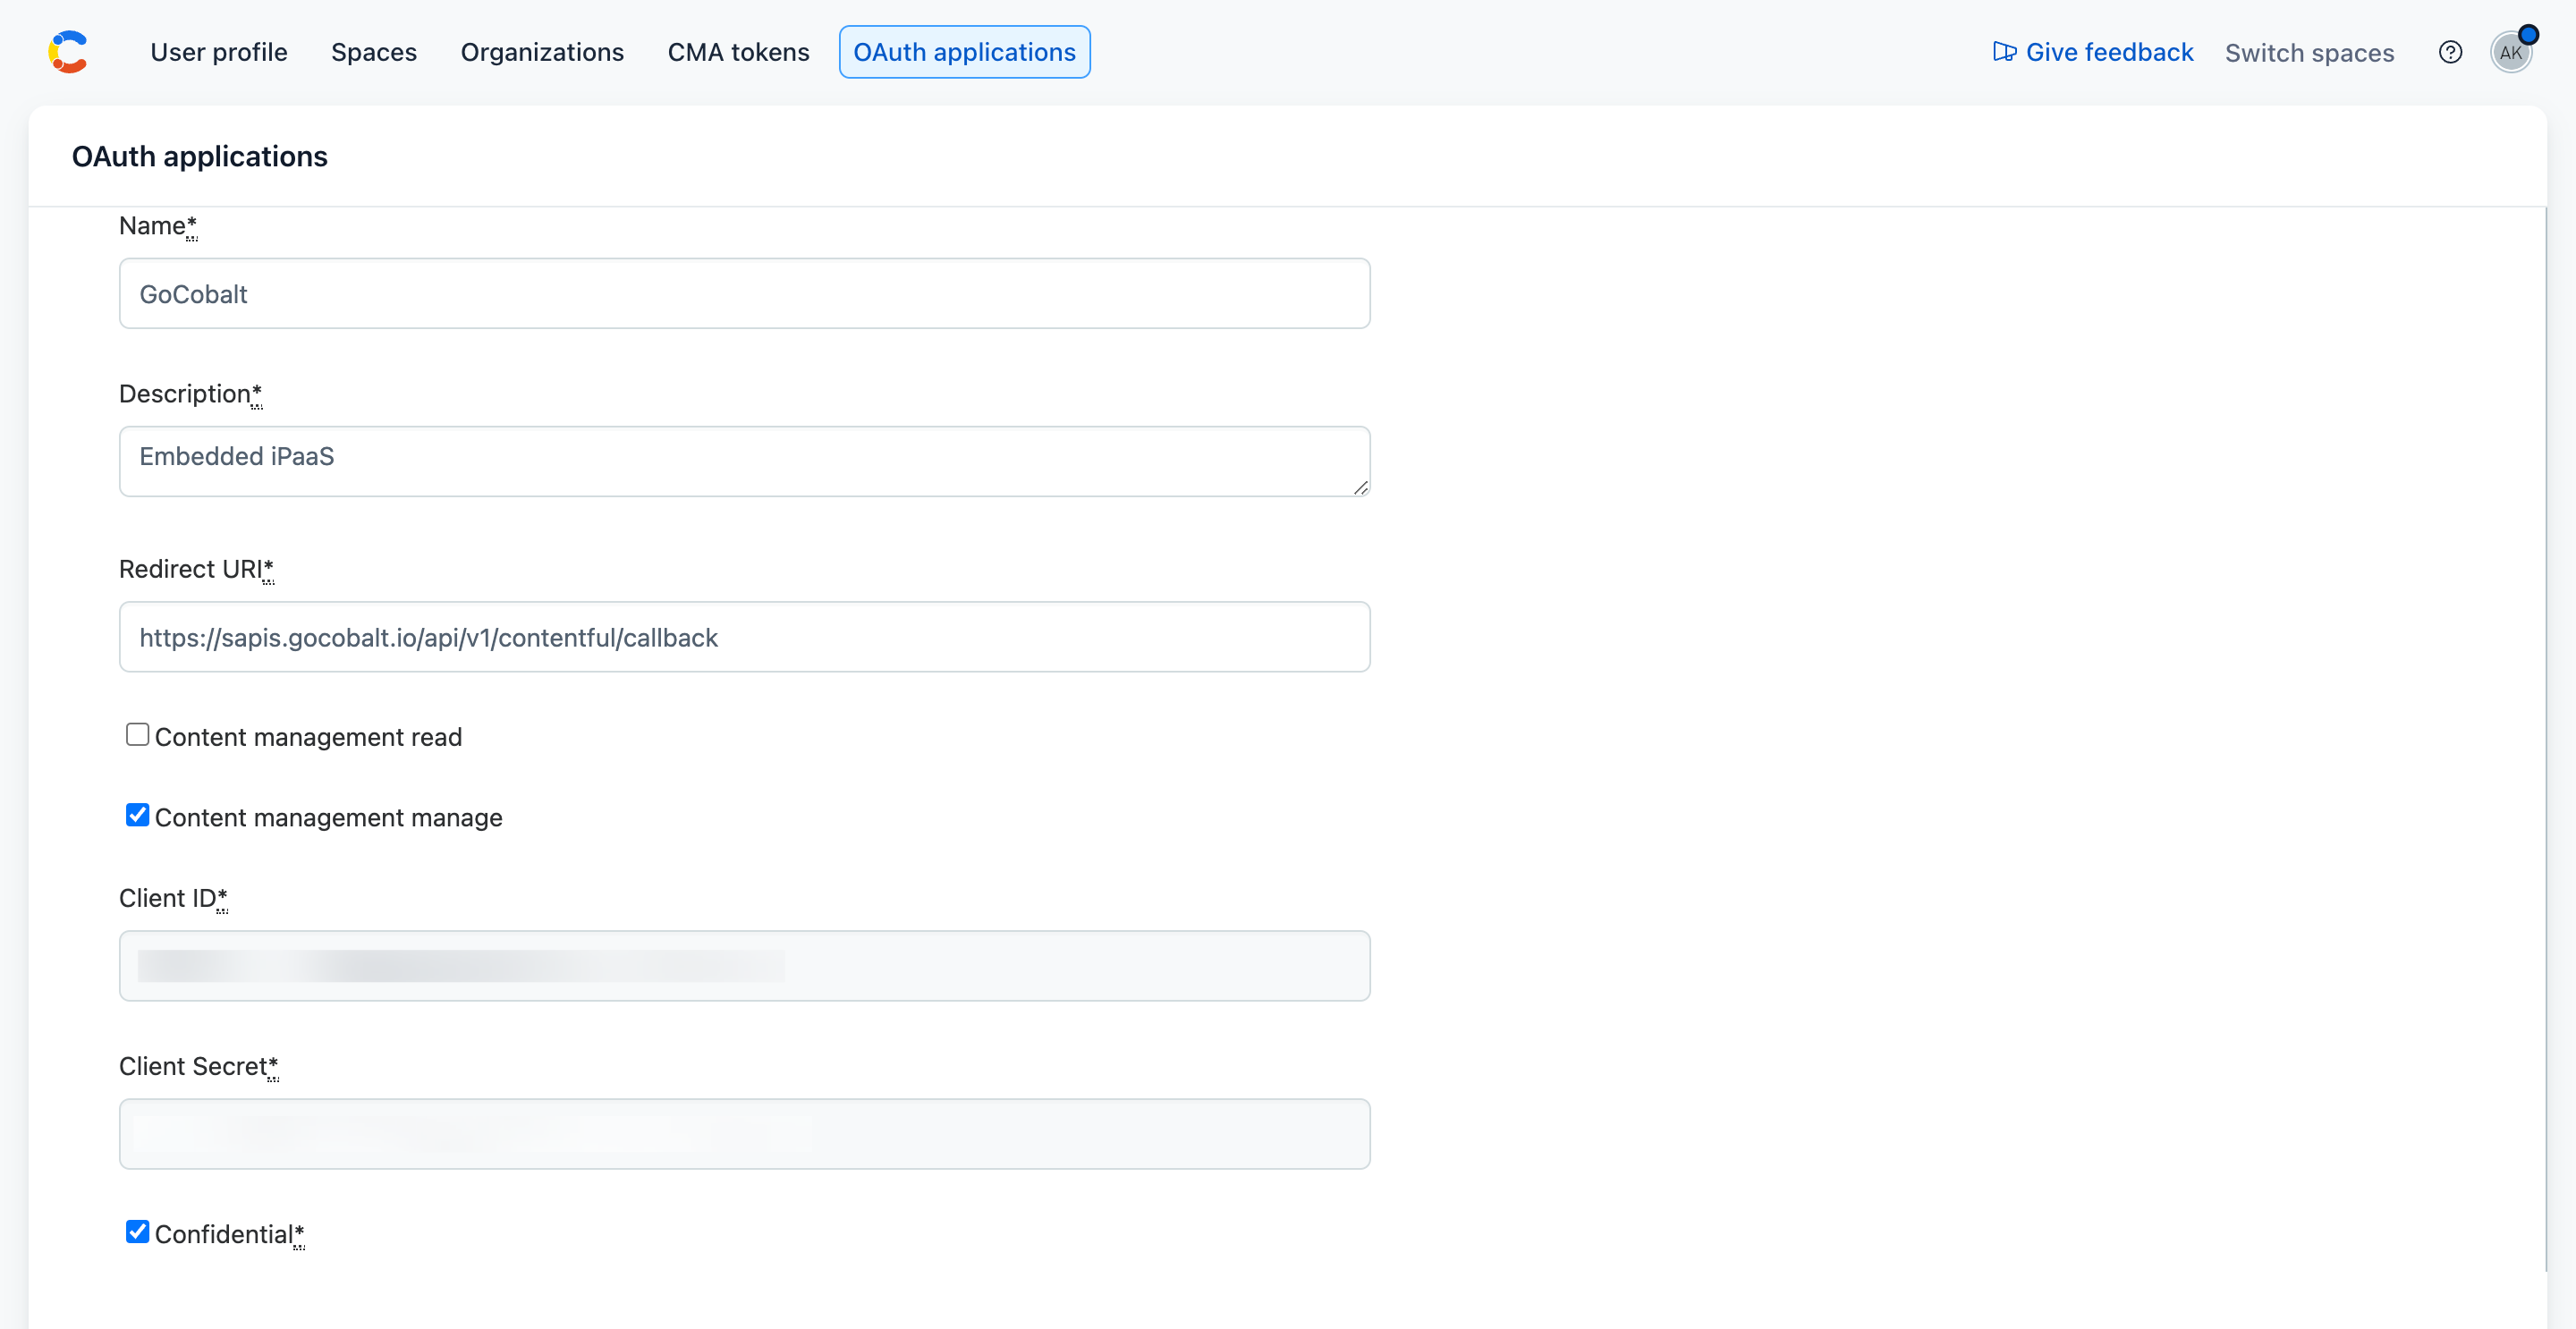 User profile Spaces Organizations CMA tokens OAuth applications Give feedback Switch spaces AK
OAuth applications
Name*
GoCobalt
Description*
Embedded iPaaS
Redirect URI*
https://sapis.gocobalt.io/api/v1/contentful/callback
Content management read
Content management manage
Client ID*
Client Secret*
Confidential*